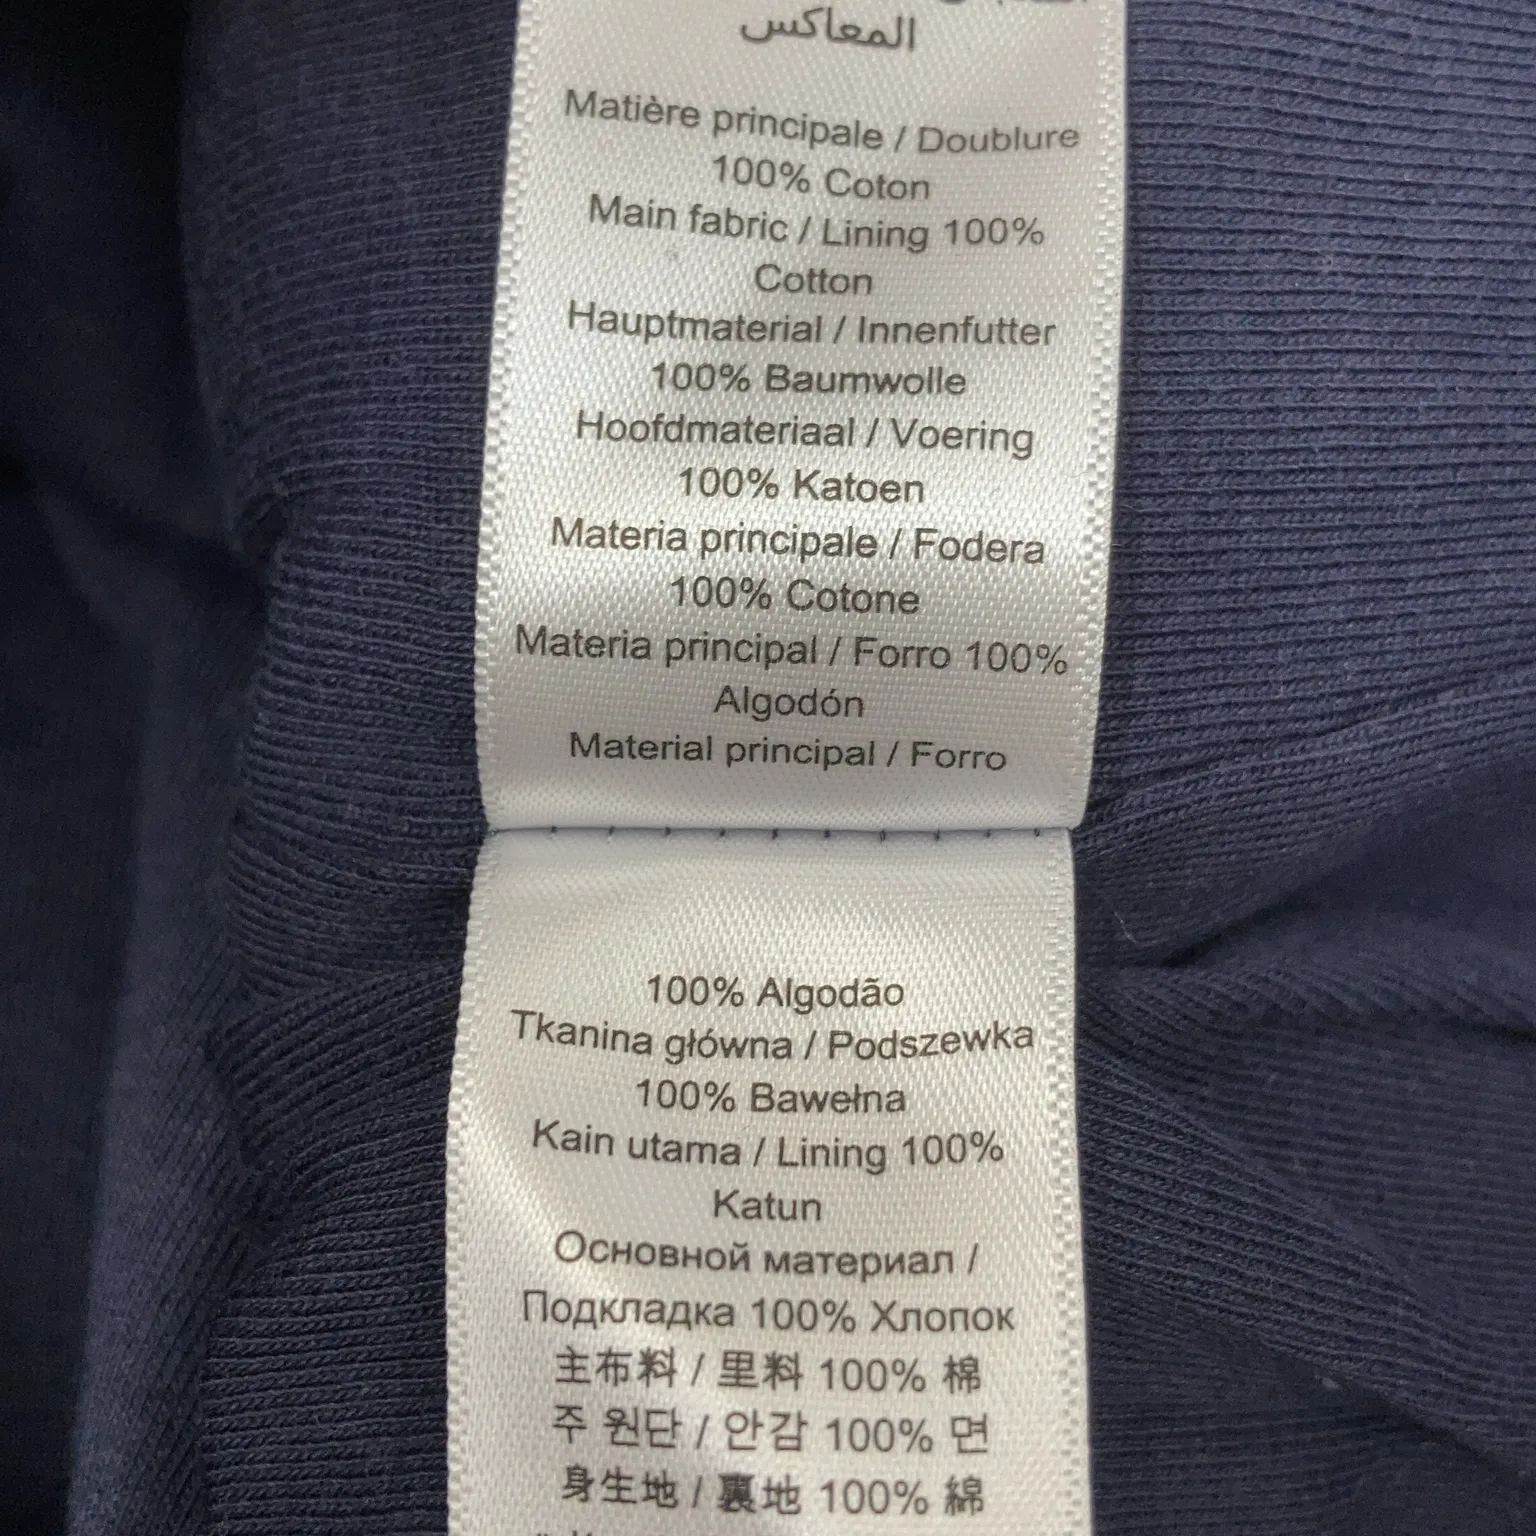 المعاكس
Matière principale / Doublure
100% Coton
Main fabric / Lining 100%
Cotton
Hauptmaterial / Innenfutter
100% Baumwolle
Hoofdmateriaal / Voering
100% Katoen
Materia principale / Fodera
100% Cotone
Materia principal / Forro 100%
Algodón
Material principal / Forro
100% Algodão
Tkanina główna / Podszewka
100% Bawełna
Kain utama / Lining 100%
Katun
Основной материал /
Подкладка 100% Хлопок
主布料 / 里料 100% 棉
주 원단 / 안감 100% 면
身生地 / 裏地 100% 綿